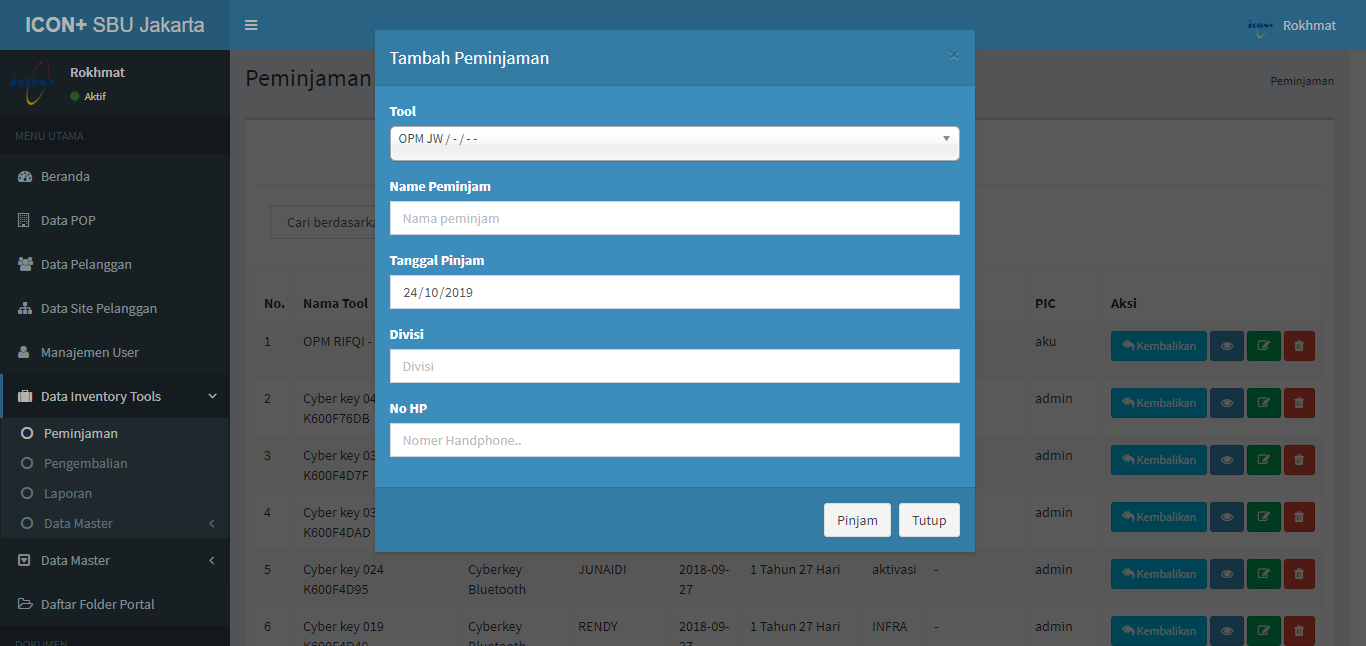 ICON+ SBU Jakarta
Rokhmat
Rokhmat
Aktif
MENU UTAMA
Beranda
Data POP
Data Pelanggan
Data Site Pelanggan
Manajemen User
Data Inventory Tools
Peminjaman
Pengembalian
Laporan
Data Master
Data Master
Daftar Folder Portal
DOKUMEN
Peminjaman
Peminjaman
Tambah Peminjaman
×
Tool
OPM JW / - / - -
Name Peminjam
Nama peminjam
Tanggal Pinjam
24/10/2019
Divisi
Divisi
No HP
Nomer Handphone..
Pinjam Tutup
Cari berdasarka
No. Nama Tool PIC Aksi
1 OPM RIFQI - aku Kembalikan
2 Cyber key 04 admin Kembalikan
K600F76DB
3 Cyber key 03 admin Kembalikan
K600F4D7F
4 Cyber key 03 admin Kembalikan
K600F4DAD
5 Cyber key 024 Cyberkey JUNAIDI 2018-09- 1 Tahun 27 Hari aktivasi - admin Kembalikan
K600F4D95 Bluetooth 27
6 Cyber key 019 Cyberkey RENDY 2018-09- 1 Tahun 27 Hari INFRA - admin Kembalikan
Bluetooth 27